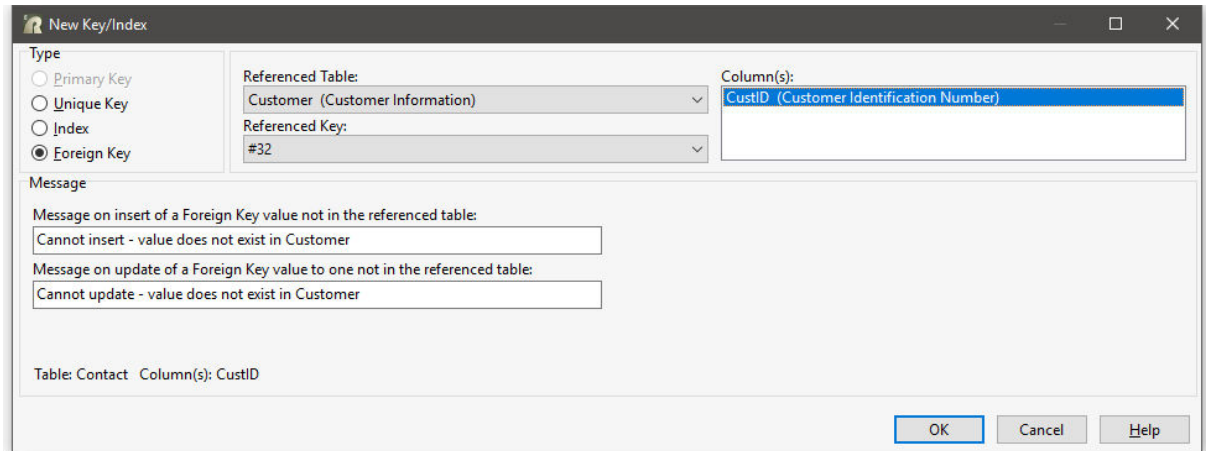 New Key/Index
Type
Primary Key
Unique Key
Index
Foreign Key
Referenced Table:
Customer (Customer Information)
Referenced Key:
#32
Column(s):
CustID (Customer Identification Number)
Message
Message on insert of a Foreign Key value not in the referenced table:
Cannot insert - value does not exist in Customer
Message on update of a Foreign Key value to one not in the referenced table:
Cannot update - value does not exist in Customer
Table: Contact Column(s): CustID
OK Cancel Help